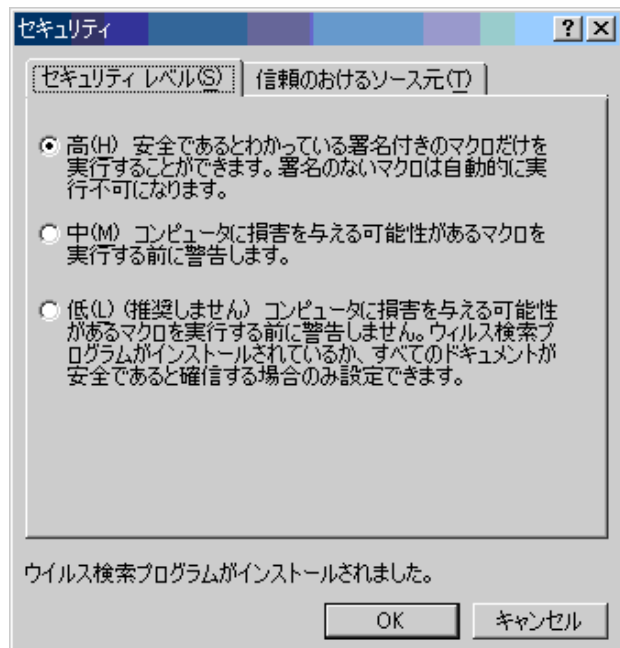 セキュリティ
セキュリティ レベル(S)
信頼のおけるソース元(T)
高(H) 安全であるとわかっている署名付きのマクロだけを
実行することができます。署名のないマクロは自動的に実
行不可になります。
中(M) コンピュータに損害を与える可能性があるマクロを
実行する前に警告します。
低(L) (推奨しません) コンピュータに損害を与える可能性
があるマクロを実行する前に警告しません。ウィルス検索プ
ログラムがインストールされているか、すべてのドキュメントが
安全であると確信する場合のみ設定できます。
ウイルス検索プログラムがインストールされました。
OK
キャンセル